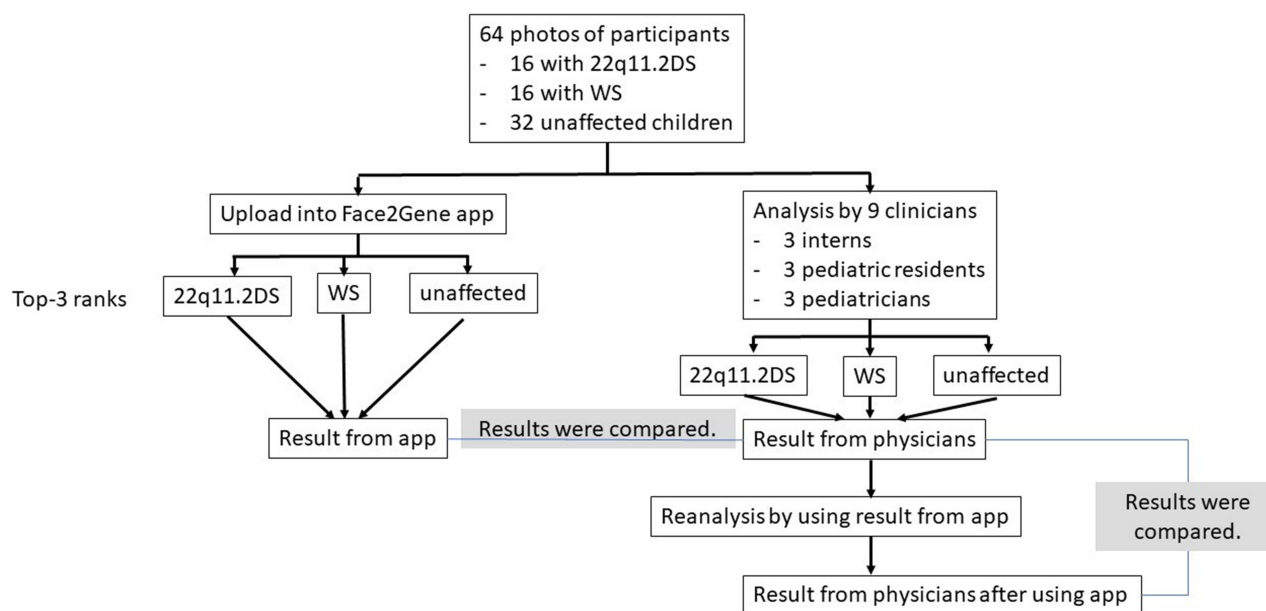 64 photos of participants
- 16 with 22q11.2DS
- 16 with WS
- 32 unaffected children
Upload into Face2Gene app
Analysis by 9 clinicians
- 3 interns
- 3 pediatric residents
- 3 pediatricians
Top-3 ranks
22q11.2DS
WS
unaffected
22q11.2DS
WS
unaffected
Result from app
Results were compared.
Result from physicians
Reanalysis by using result from app
Results were
compared.
Result from physicians after using app